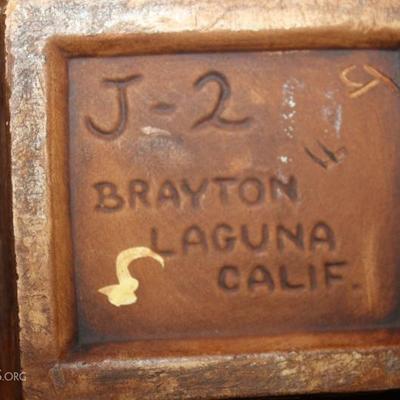 J-2
BRAYTON
LAGUNA
CALIF.